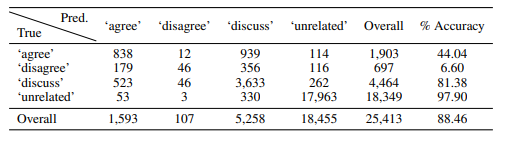 Pred.
True
‘agree’ ‘disagree’ ‘discuss’ ‘unrelated’ Overall % Accuracy
‘agree’ 838 12 939 114 1,903 44.04
‘disagree’ 179 46 356 116 697 6.60
‘discuss’ 523 46 3,633 262 4,464 81.38
‘unrelated’ 53 3 330 17,963 18,349 97.90
Overall 1,593 107 5,258 18,455 25,413 88.46